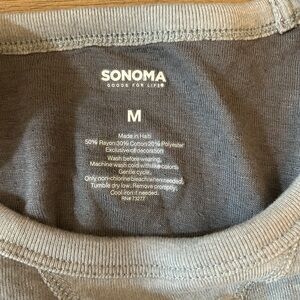 SONOMA
GOODS FOR LIFE®
M
Made in Haiti
50% Rayon 30% Cotton 20% Polyester
Exclusive of decoration
Wash before wearing.
Machine wash cold with like colors.
Gentle cycle.
Only non-chlorine bleach when needed.
Tumble dry low. Remove promptly.
Cool iron if needed.
RN# 73277